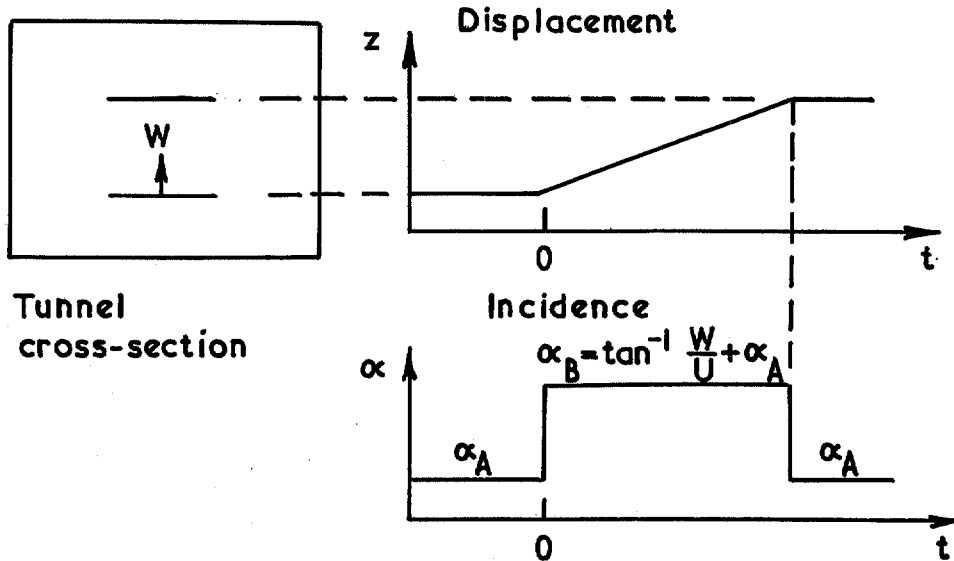 Displacement
z
W
0
t
Tunnel
cross-section
Incidence
α_B = tan⁻¹ W/U + α_A
α
α_A
α_A
0
t